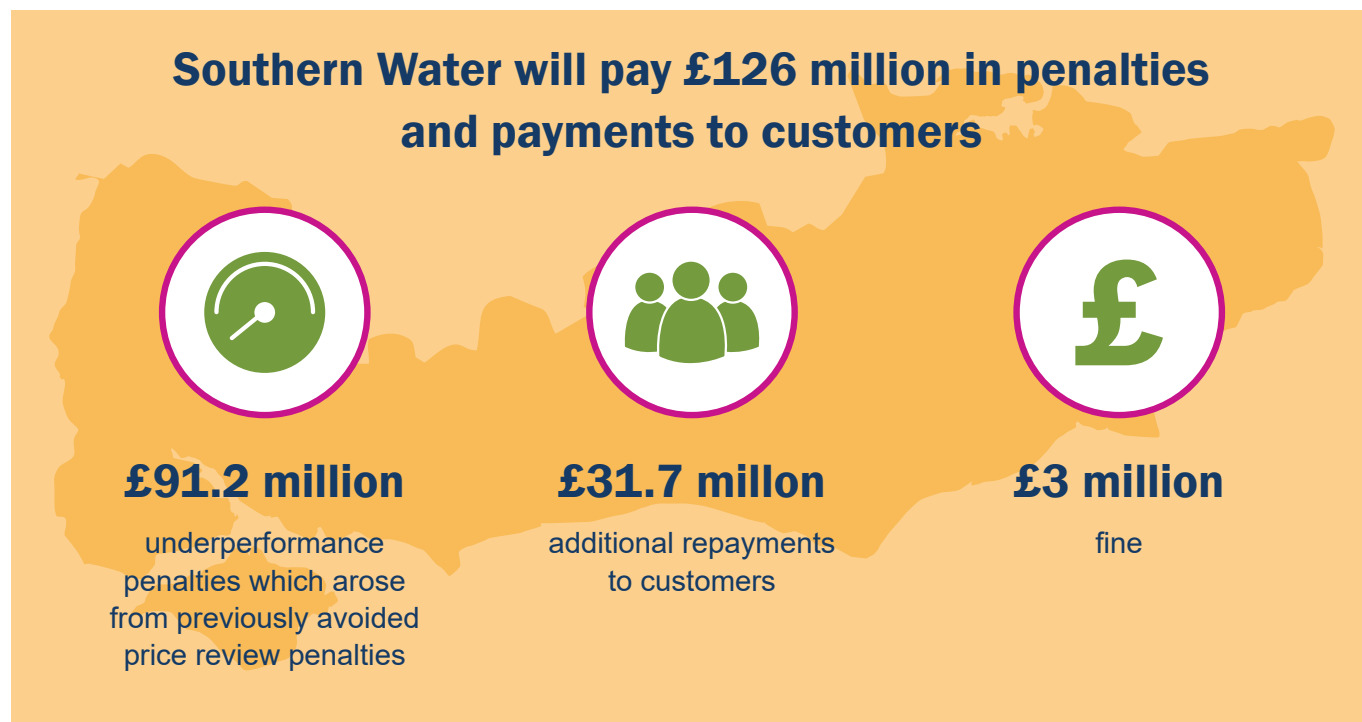 Southern Water will pay £126 million in penalties
and payments to customers
£
£91.2 million
underperformance
penalties which arose
from previously avoided
price review penalties
£31.7 millon
additional repayments
to customers
£3 million
fine